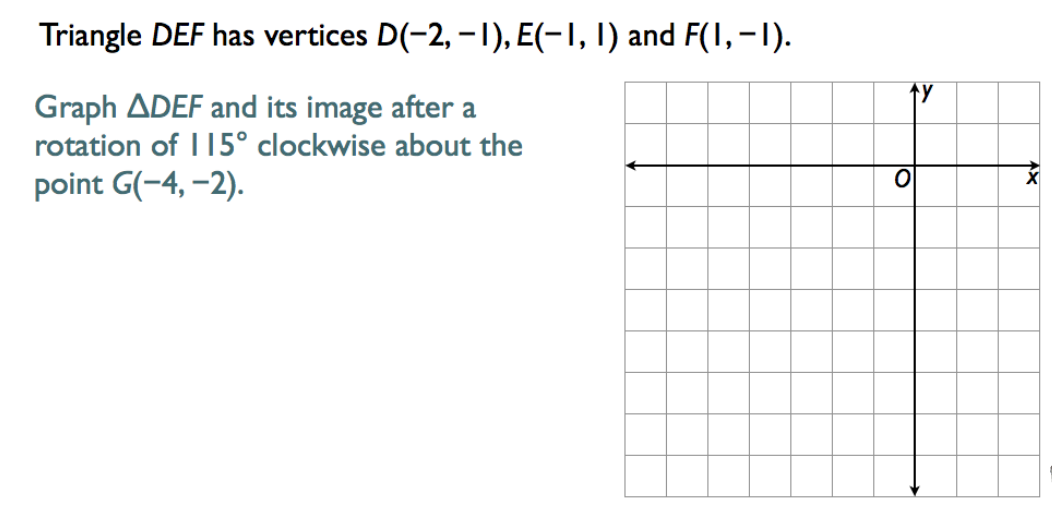 Triangle DEF has vertices D(−2, −1), E(−1, 1) and F(1, −1).
Graph ΔDEF and its image after a
rotation of 115° clockwise about the
point G(−4, −2).
y
O
x